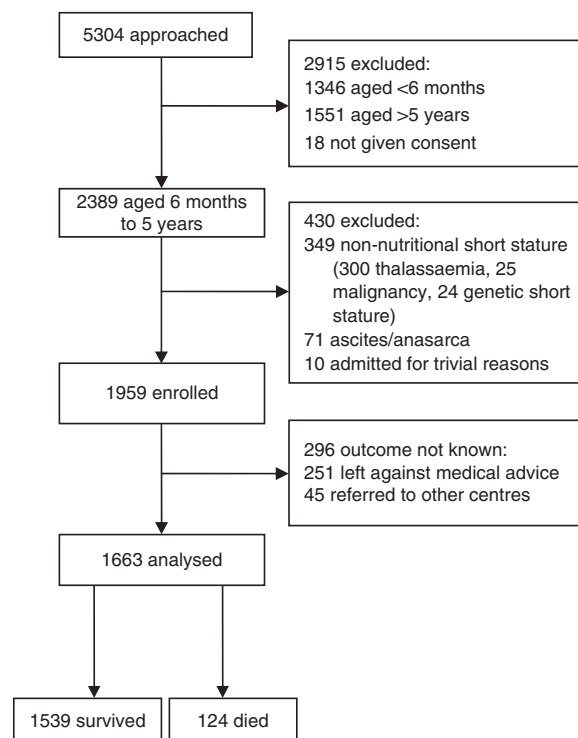 5304 approached
2915 excluded:
1346 aged <6 months
1551 aged >5 years
18 not given consent
2389 aged 6 months
to 5 years
430 excluded:
349 non-nutritional short stature
(300 thalassaemia, 25
malignancy, 24 genetic short
stature)
71 ascites/anasarca
10 admitted for trivial reasons
1959 enrolled
296 outcome not known:
251 left against medical advice
45 referred to other centres
1663 analysed
1539 survived
124 died